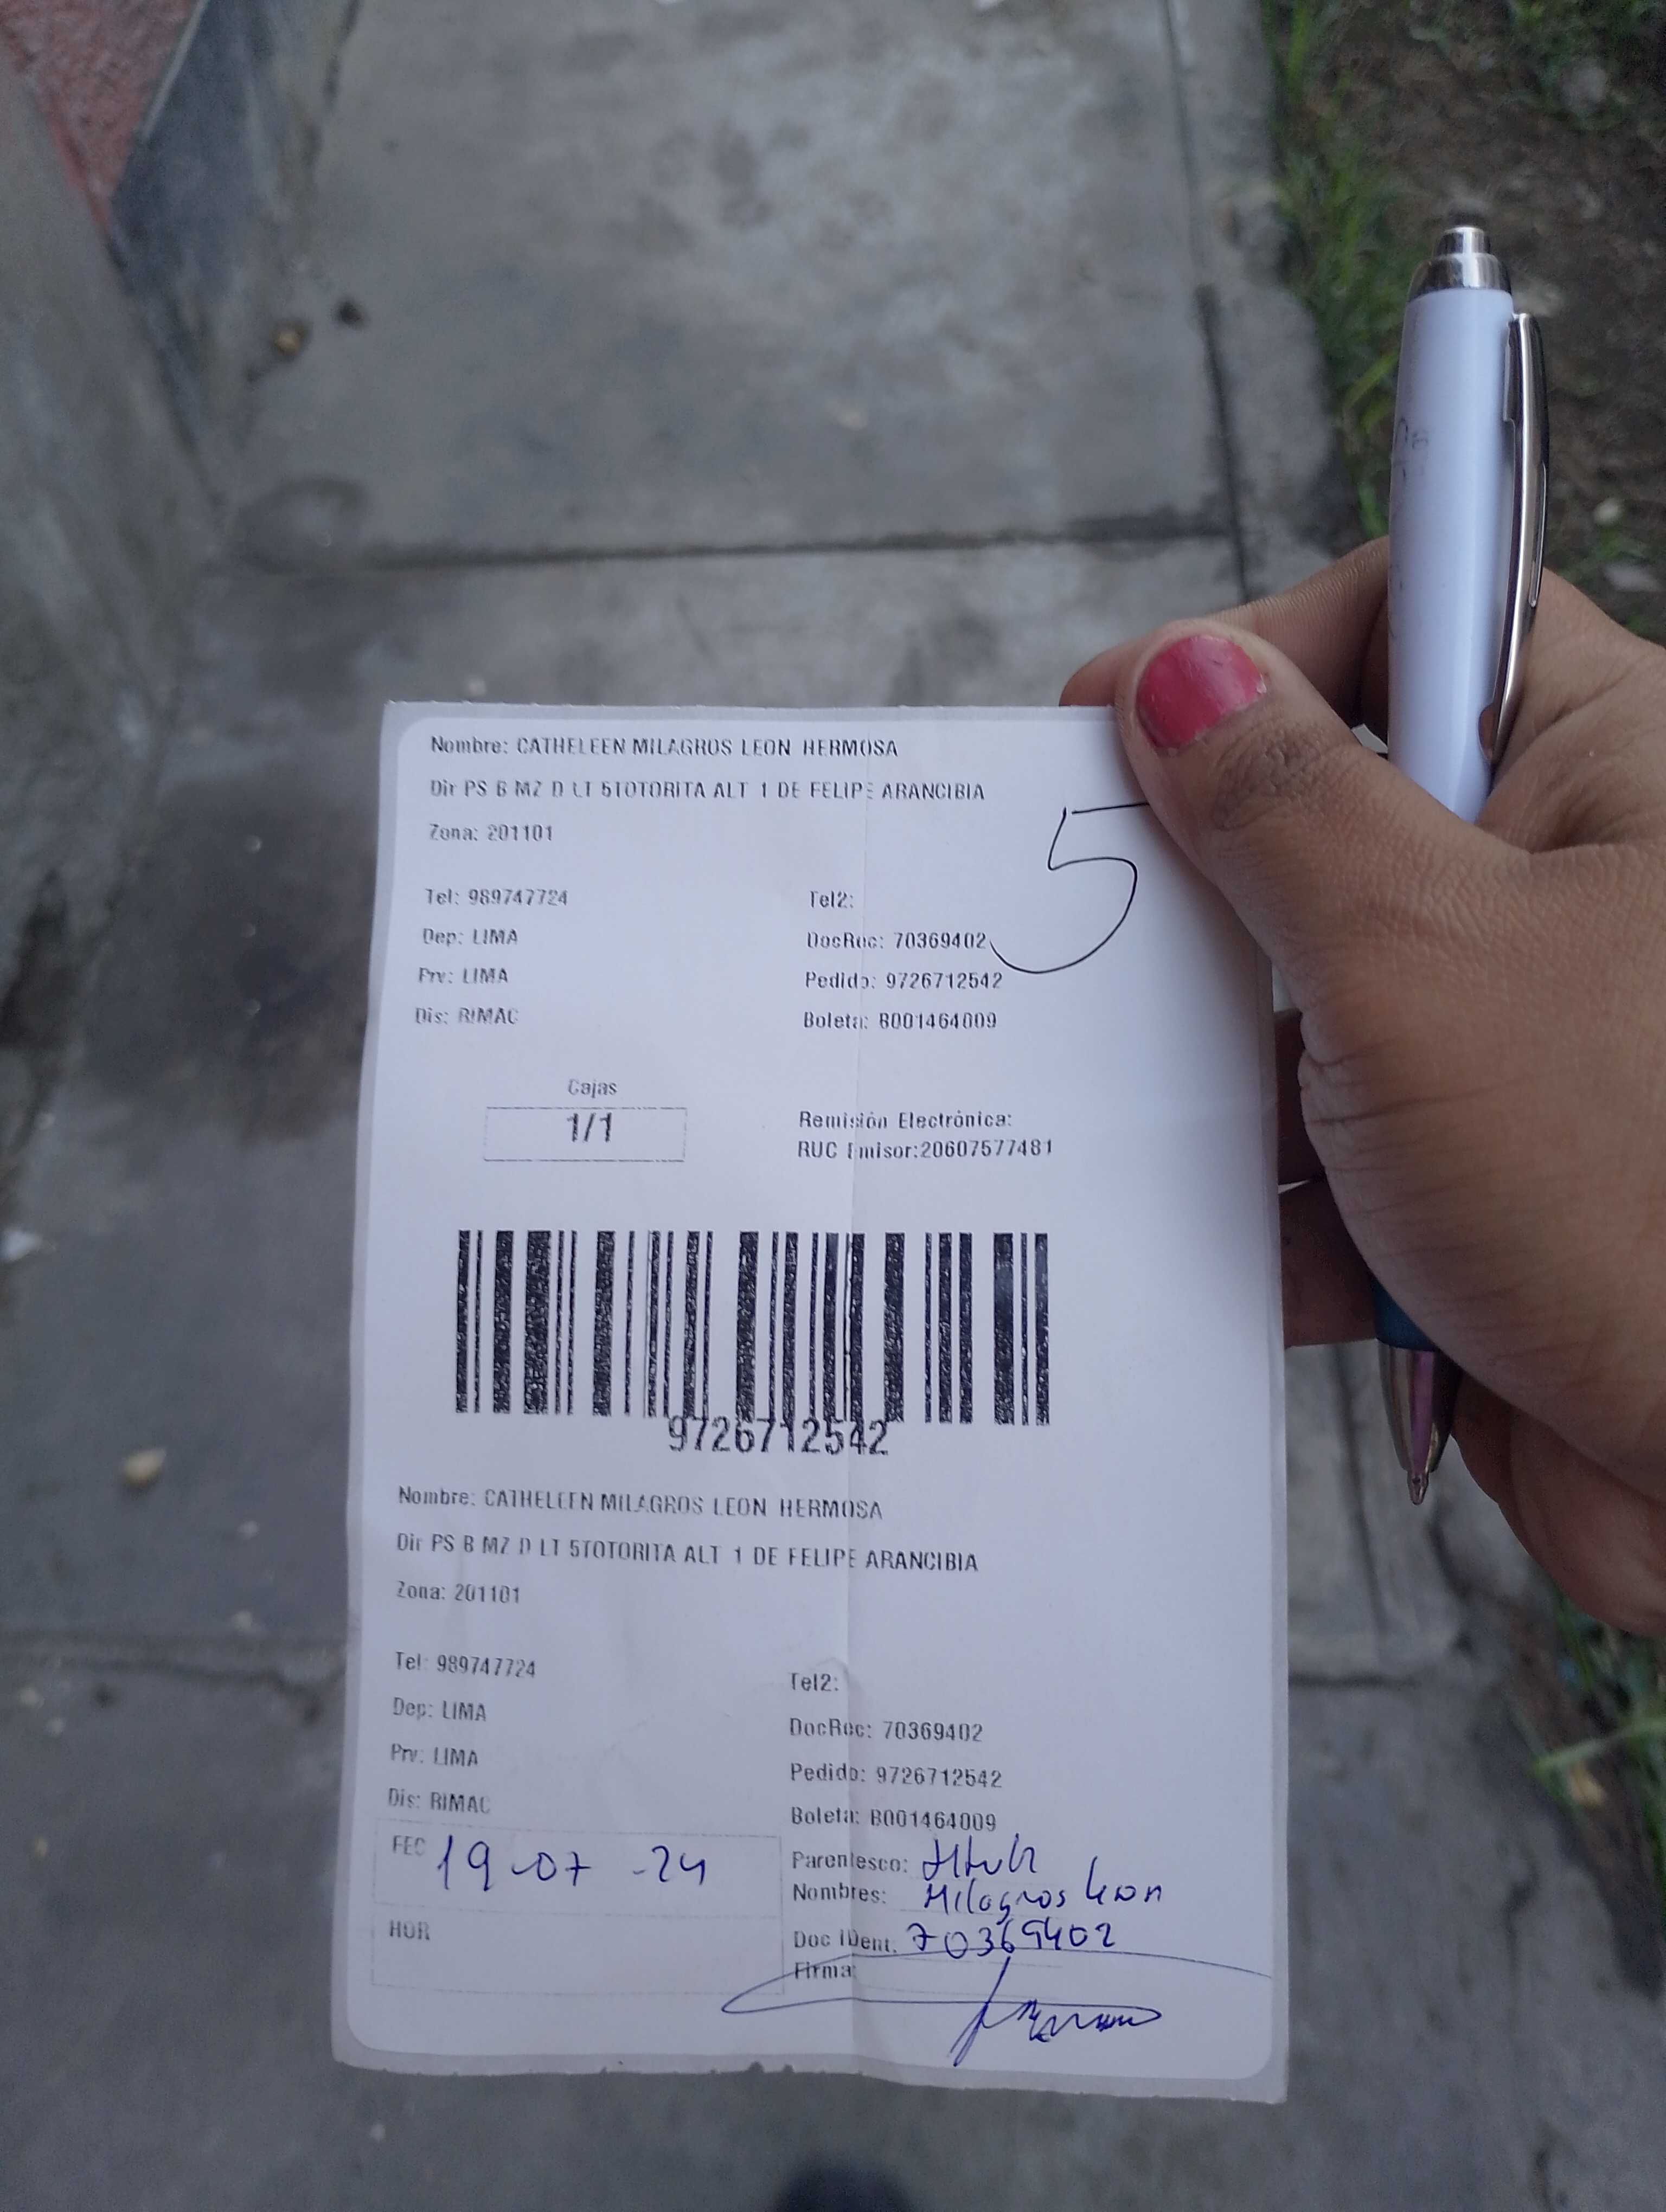 Nombre: CATHELEEN MILAGROS LEON HERMOSA
Dir PS B MZ D LT 5TOTORITA ALT 1 DE FELIPE ARANCIBIA
Zona: 201101
5
Tel: 989747724 Tel2:
Dep: LIMA DocRec: 70369402
Prv: LIMA Pedido: 9726712542
Dis: RIMAC Boleta: B001464009
Cajas
1/1
Remisión Electrónica:
RUC Emisor:20607577481
9726712542
Nombre: CATHELEEN MILAGROS LEON HERMOSA
Dir PS B MZ D LT 5TOTORITA ALT 1 DE FELIPE ARANCIBIA
Zona: 201101
Tel: 989747724 Tel2:
Dep: LIMA DocRec: 70369402
Prv: LIMA Pedido: 9726712542
Dis: RIMAC Boleta: B001464009
FEC 19-07-24 Parentesco:
Nombres: Milagros Leon
HOR Doc IDent: 70369402
Firma: